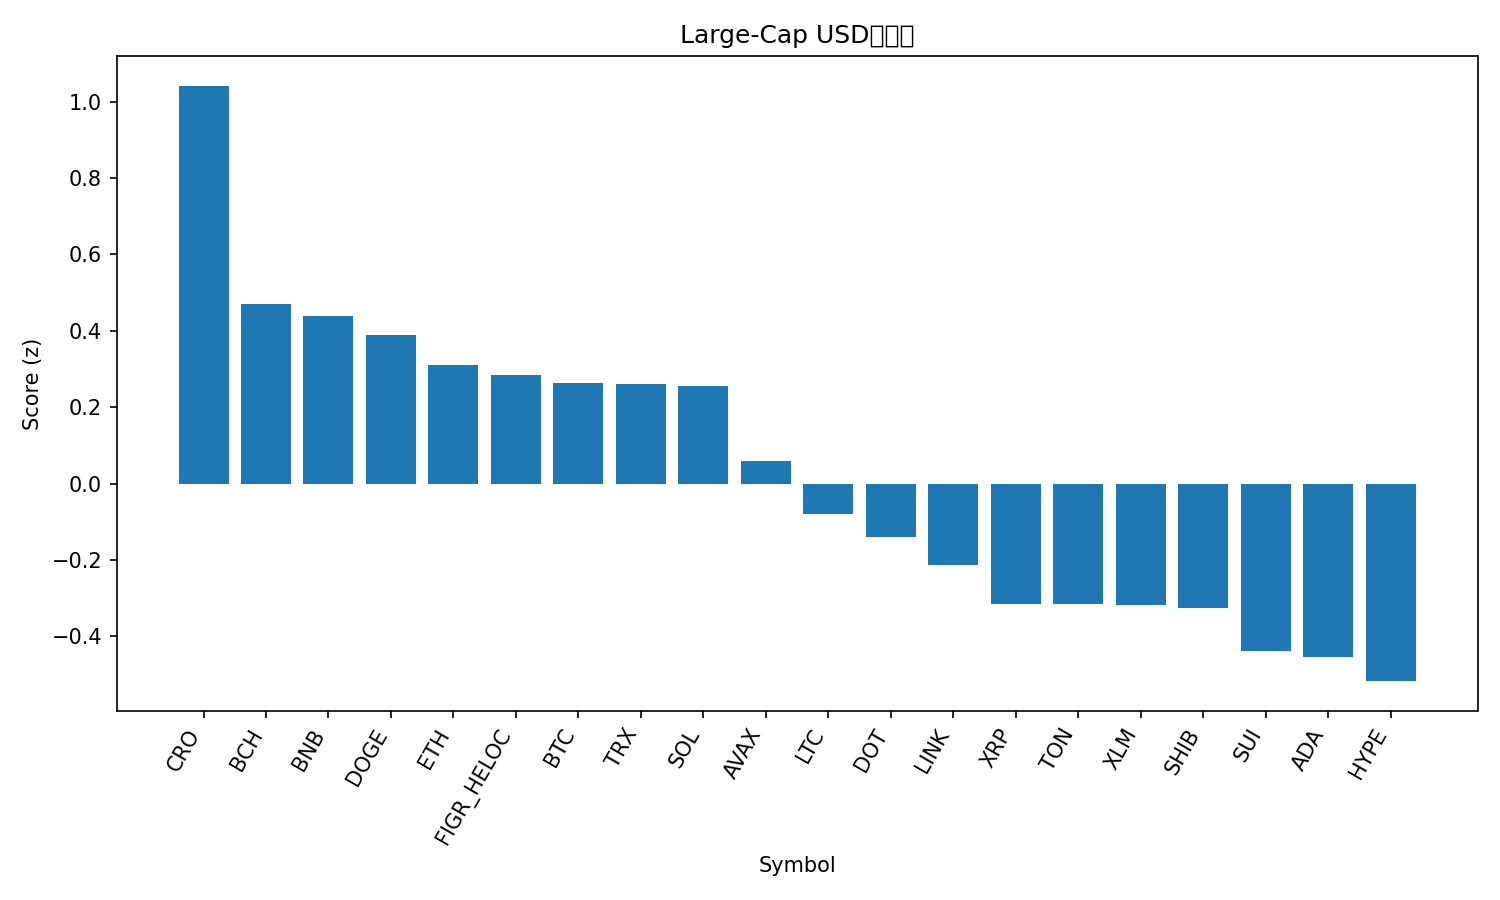 Large-Cap USD
Score (z)
1.0
0.8
0.6
0.4
0.2
0.0
−0.2
−0.4
CRO
BCH
BNB
DOGE
ETH
FIGR_HELOC
BTC
TRX
SOL
AVAX
LTC
DOT
LINK
XRP
TON
XLM
SHIB
SUI
ADA
HYPE
Symbol